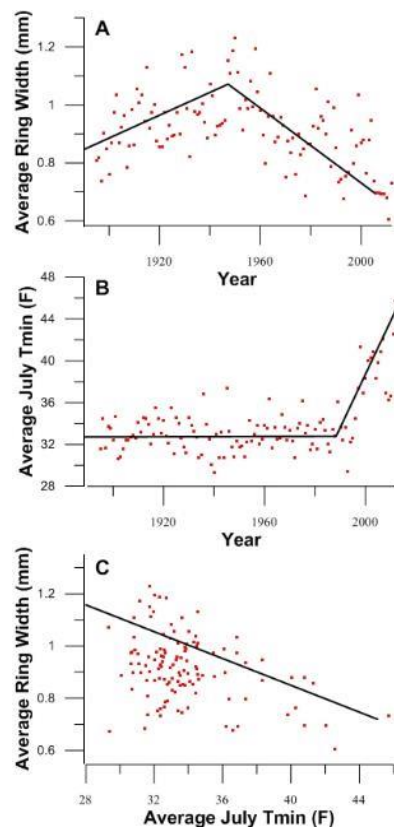 A
Average Ring Width (mm)
1.2
1
0.8
0.6
1920
1960
2000
Year
B
Average July Tmin (F)
48
44
40
36
32
28
1920
1960
2000
Year
C
Average Ring Width (mm)
1.2
1
0.8
0.6
28
32
36
40
44
Average July Tmin (F)